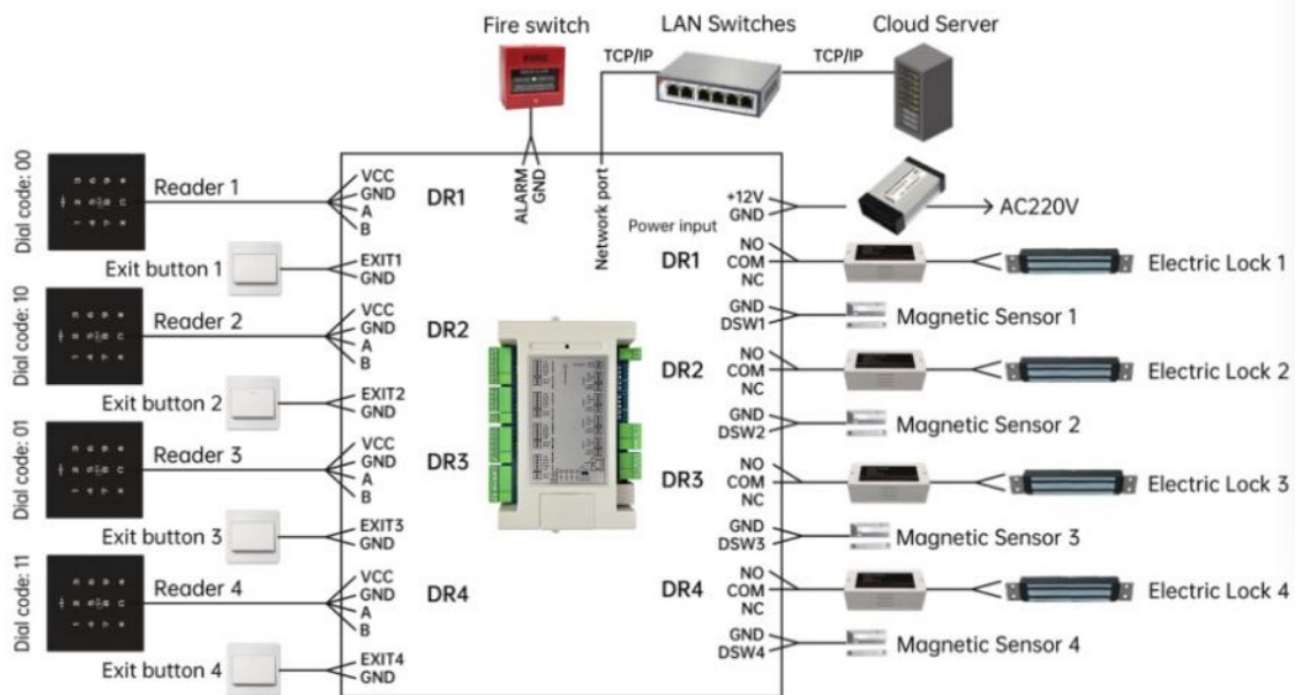 Fire switch
LAN Switches
Cloud Server
TCP/IP
TCP/IP
ALARM
GND
Network port
Dial code: 00
Reader 1
VCC
GND
A
B
DR1
Exit button 1
EXIT1
GND
Dial code: 10
Reader 2
VCC
GND
A
B
DR2
Exit button 2
EXIT2
GND
Dial code: 01
Reader 3
VCC
GND
A
B
DR3
Exit button 3
EXIT3
GND
Dial code: 11
Reader 4
VCC
GND
A
B
DR4
Exit button 4
EXIT4
GND
+12V
GND
Power input
AC220V
DR1
NO
COM
NC
Electric Lock 1
GND
DSW1
Magnetic Sensor 1
DR2
NO
COM
NC
Electric Lock 2
GND
DSW2
Magnetic Sensor 2
DR3
NO
COM
NC
Electric Lock 3
GND
DSW3
Magnetic Sensor 3
DR4
NO
COM
NC
Electric Lock 4
GND
DSW4
Magnetic Sensor 4